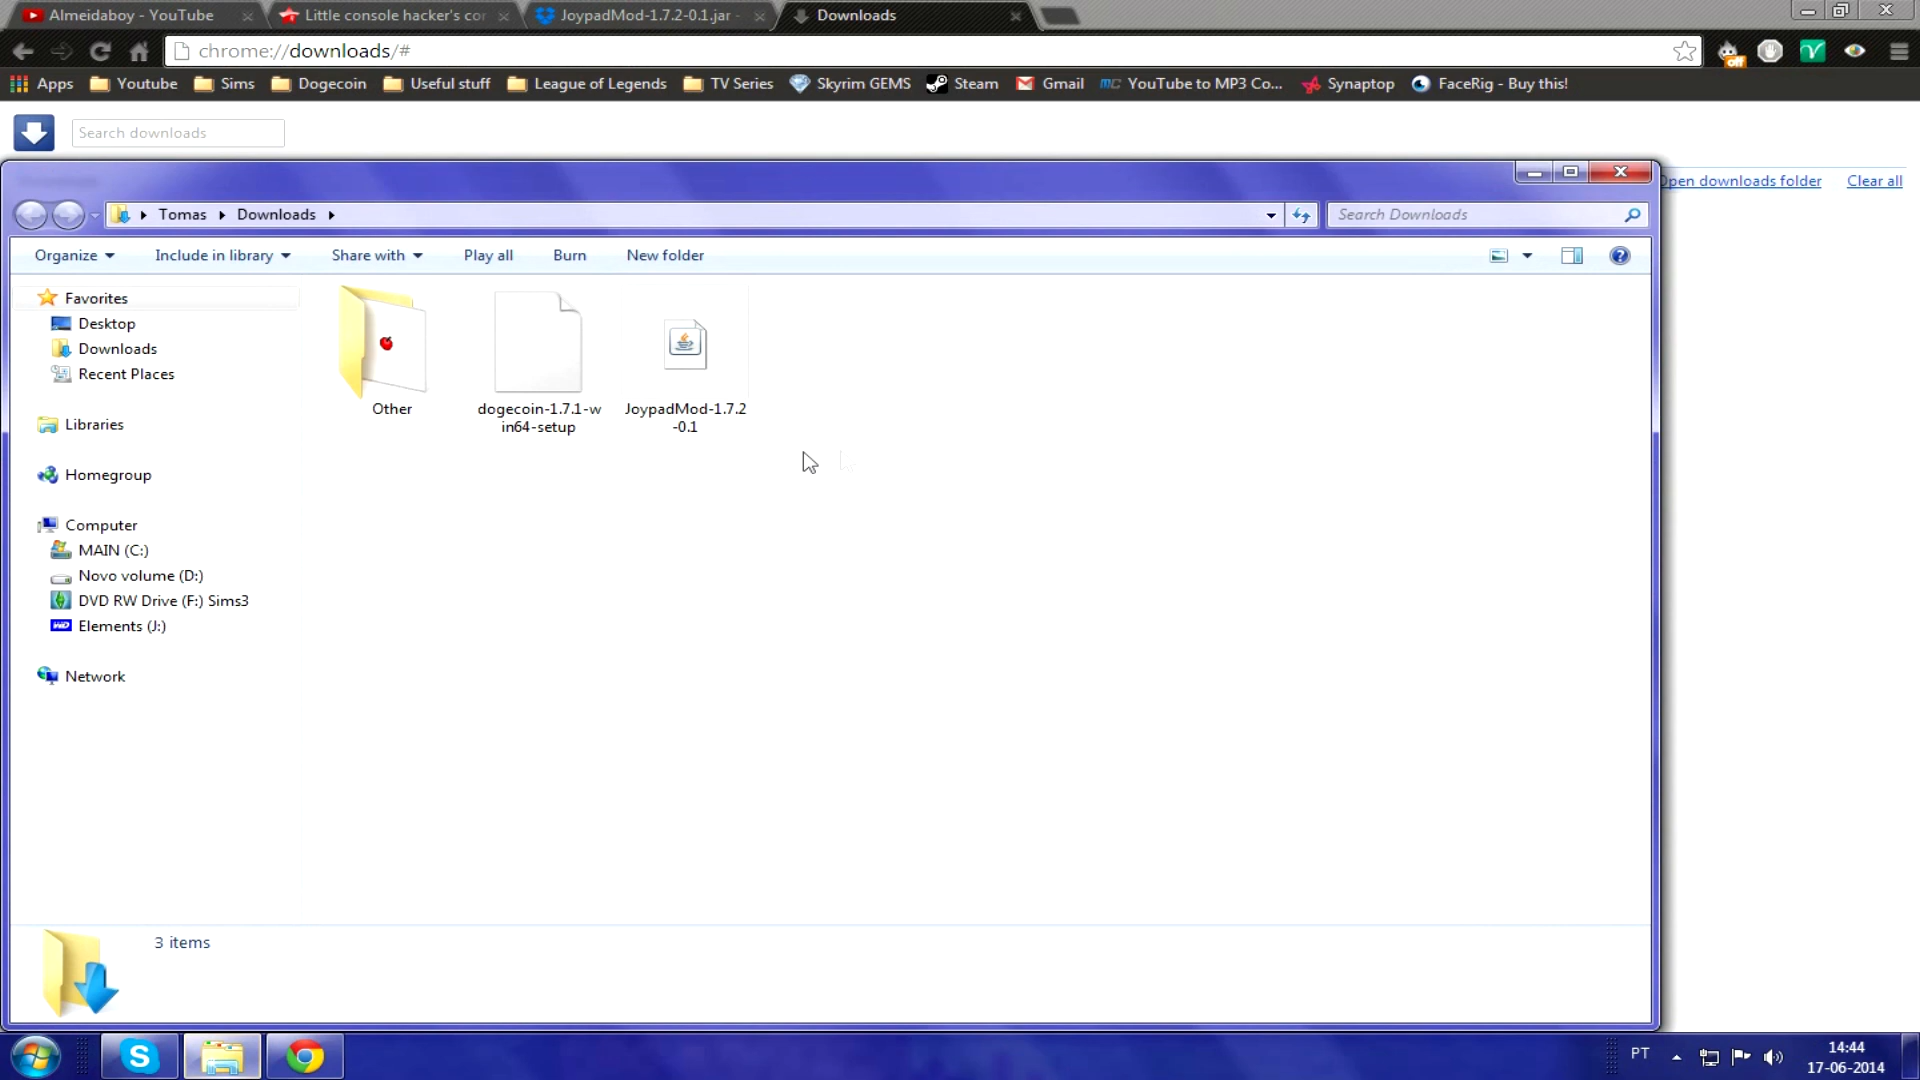 Almeidaboy - YouTube
Little console hacker's cor
JoypadMod-1.7.2-0.1.jar -
Downloads
chrome://downloads/#
Apps
Youtube
Sims
Dogecoin
Useful stuff
League of Legends
TV Series
Skyrim GEMS
Steam
Gmail
YouTube to MP3 Co...
Synaptop
FaceRig - Buy this!
Search downloads
Open downloads folder
Clear all
Tomas
Downloads
Search Downloads
Organize
Include in library
Share with
Play all
Burn
New folder
Favorites
Desktop
Downloads
Recent Places
Libraries
Homegroup
Computer
MAIN (C:)
Novo volume (D:)
DVD RW Drive (F:) Sims3
Elements (J:)
Network
Other
dogecoin-1.7.1-w
in64-setup
JoypadMod-1.7.2
-0.1
3 items
PT
14:44
17-06-2014